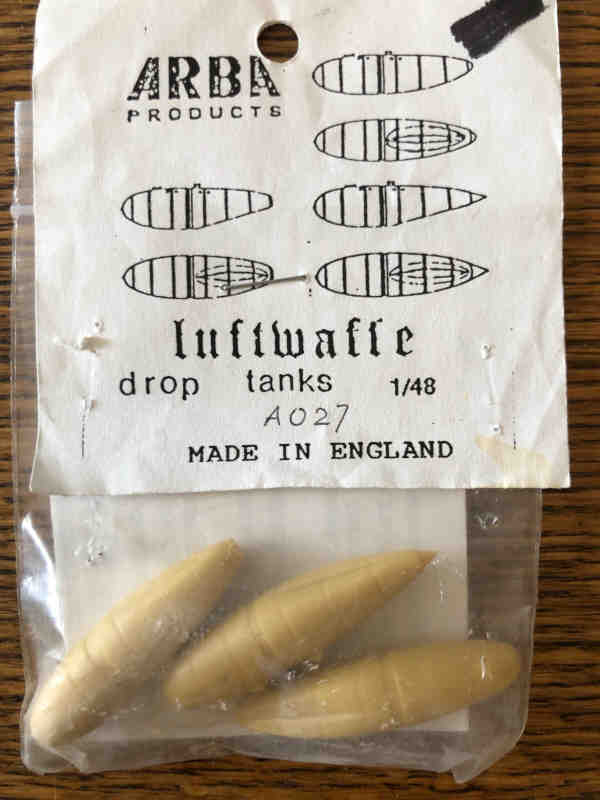 ARBA
PRODUCTS
luftwaffe
drop tanks 1/48
A027
MADE IN ENGLAND